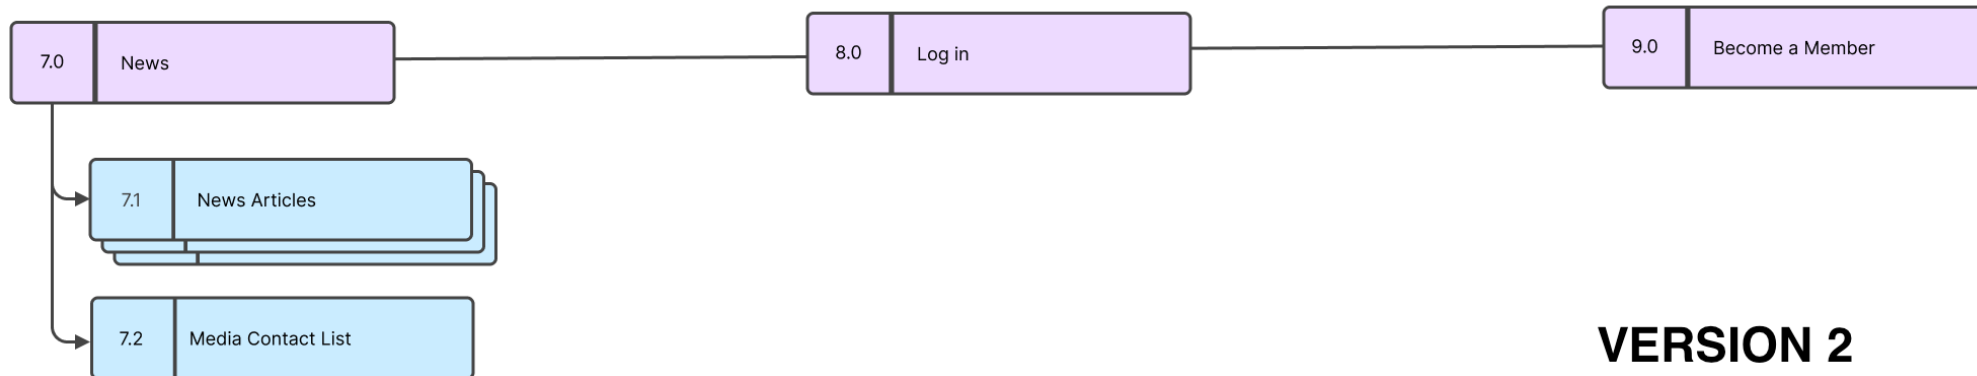 7.0 News
8.0 Log in
9.0 Become a Member
7.1 News Articles
7.2 Media Contact List
VERSION 2